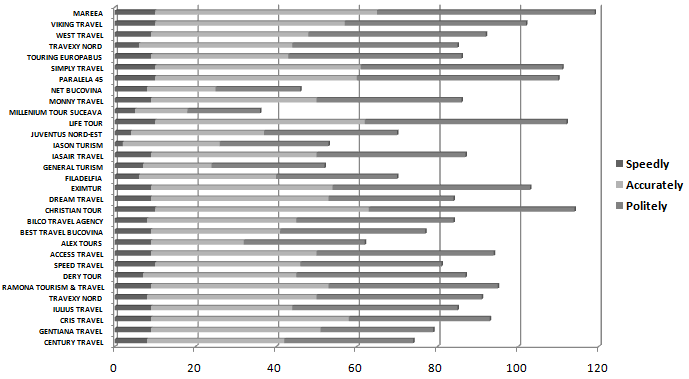 MAREEA
VIKING TRAVEL
WEST TRAVEL
TRAVEXY NORD
TOURING EUROPABUS
SIMPLY TRAVEL
PARALELA 45
NET BUCOVINA
MONNY TRAVEL
MILLENIUM TOUR SUCEAVA
LIFE TOUR
JUVENTUS NORD-EST
IASON TURISM
IASAIR TRAVEL
GENERAL TURISM
FILADELFIA
EXIMTUR
DREAM TRAVEL
CHRISTIAN TOUR
BILCO TRAVEL AGENCY
BEST TRAVEL BUCOVINA
ALEX TOURS
ACCESS TRAVEL
SPEED TRAVEL
DERY TOUR
RAMONA TOURISM & TRAVEL
TRAVEXY NORD
IULIUS TRAVEL
CRIS TRAVEL
GENTIANA TRAVEL
CENTURY TRAVEL
0 20 40 60 80 100 120
Speedly
Accurately
Politely